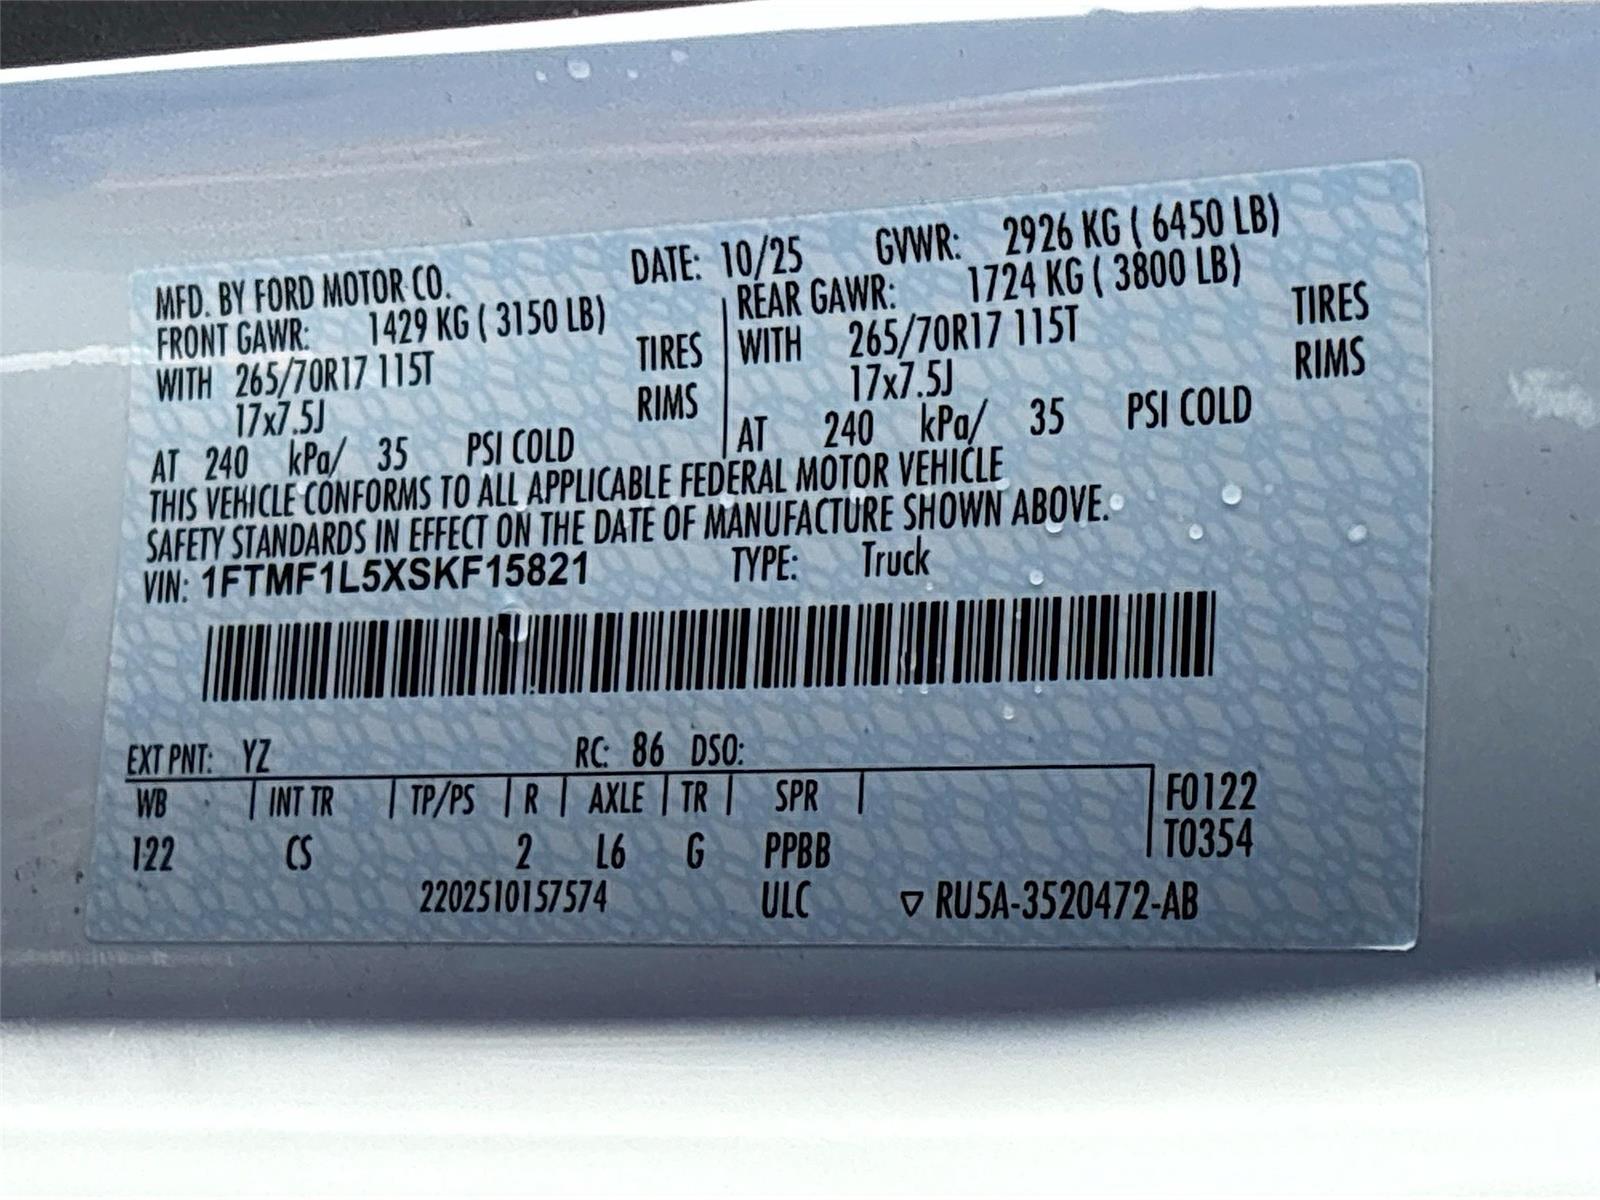 MFD. BY FORD MOTOR CO. DATE: 10/25 GVWR: 2926 KG ( 6450 LB)
FRONT GAWR: 1429 KG ( 3150 LB) REAR GAWR: 1724 KG ( 3800 LB)
WITH 265/70R17 115T TIRES WITH 265/70R17 115T TIRES
17x7.5J RIMS 17x7.5J RIMS
AT 240 kPa/ 35 PSI COLD AT 240 kPa/ 35 PSI COLD
THIS VEHICLE CONFORMS TO ALL APPLICABLE FEDERAL MOTOR VEHICLE
SAFETY STANDARDS IN EFFECT ON THE DATE OF MANUFACTURE SHOWN ABOVE.
VIN: 1FTMF1L5XSKF15821 TYPE: Truck
EXT PNT: YZ RC: 86 DSO:
WB | INT TR | TP/PS | R | AXLE | TR | SPR | F0122
122 CS 2 L6 G PPBB T0354
2202510157574 ULC ▽ RU5A-3520472-AB